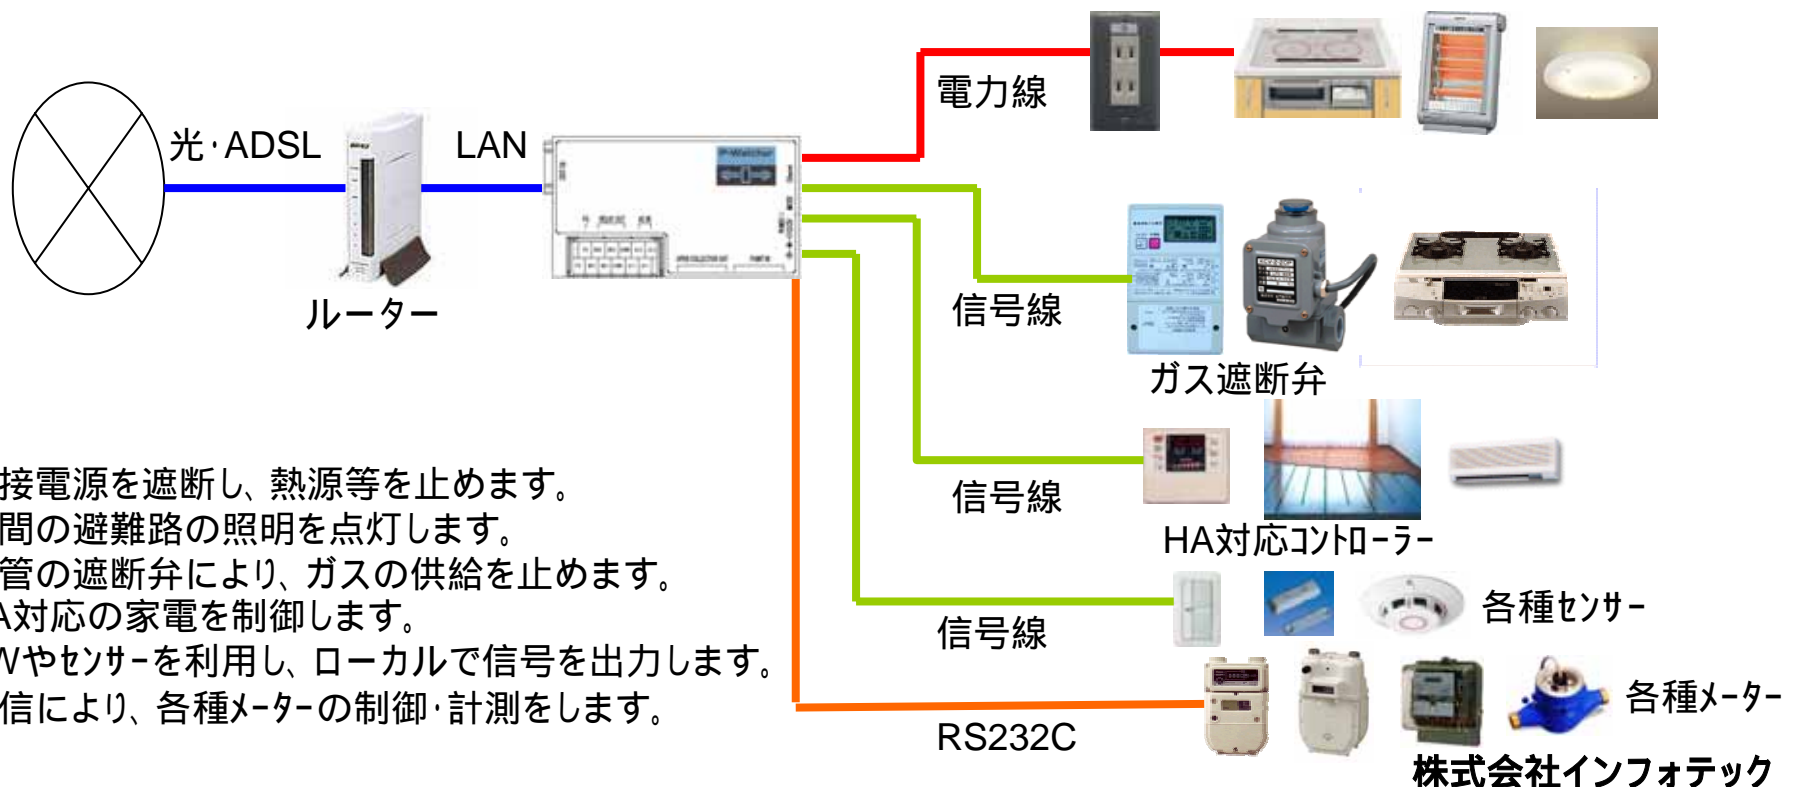 電力線
光・ADSL
LAN
IP-Watcher
ルーター
信号線
ガス遮断弁
信号線
HA対応コントローラー
接電源を遮断し、熱源等を止めます。
間の避難路の照明を点灯します。
管の遮断弁により、ガスの供給を止めます。
A対応の家電を制御します。
Wやセンサーを利用し、ローカルで信号を出力します。
信により、各種メーターの制御・計測をします。
信号線
各種センサー
RS232C
各種メーター
株式会社インフォテック